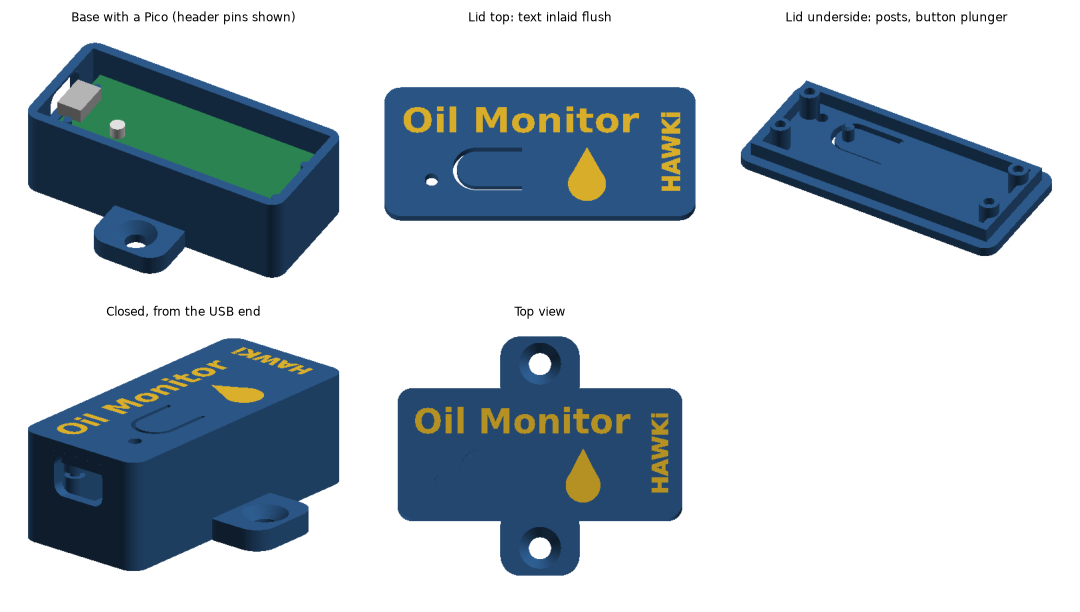 Base with a Pico (header pins shown)
Lid top: text inlaid flush
Lid underside: posts, button plunger
Oil Monitor
HAWKi
Closed, from the USB end
Top view
Oil Monitor
HAWKi
Oil Monitor
HAWKi